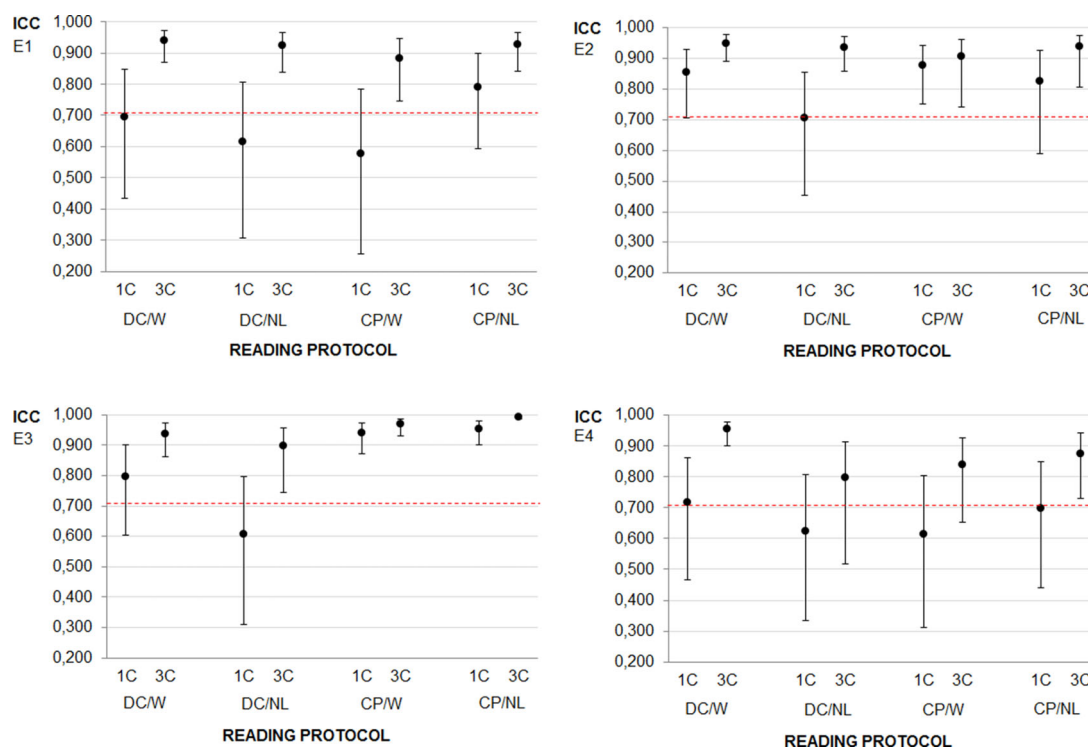 ICC
E1
1,000
0,900
0,800
0,700
0,600
0,500
0,400
0,300
0,200
1C 3C 1C 3C 1C 3C 1C 3C
DC/W DC/NL CP/W CP/NL
READING PROTOCOL
ICC
E2
1,000
0,900
0,800
0,700
0,600
0,500
0,400
0,300
0,200
1C 3C 1C 3C 1C 3C 1C 3C
DC/W DC/NL CP/W CP/NL
READING PROTOCOL
ICC
E3
1,000
0,900
0,800
0,700
0,600
0,500
0,400
0,300
0,200
1C 3C 1C 3C 1C 3C 1C 3C
DC/W DC/NL CP/W CP/NL
READING PROTOCOL
ICC
E4
1,000
0,900
0,800
0,700
0,600
0,500
0,400
0,300
0,200
1C 3C 1C 3C 1C 3C 1C 3C
DC/W DC/NL CP/W CP/NL
READING PROTOCOL